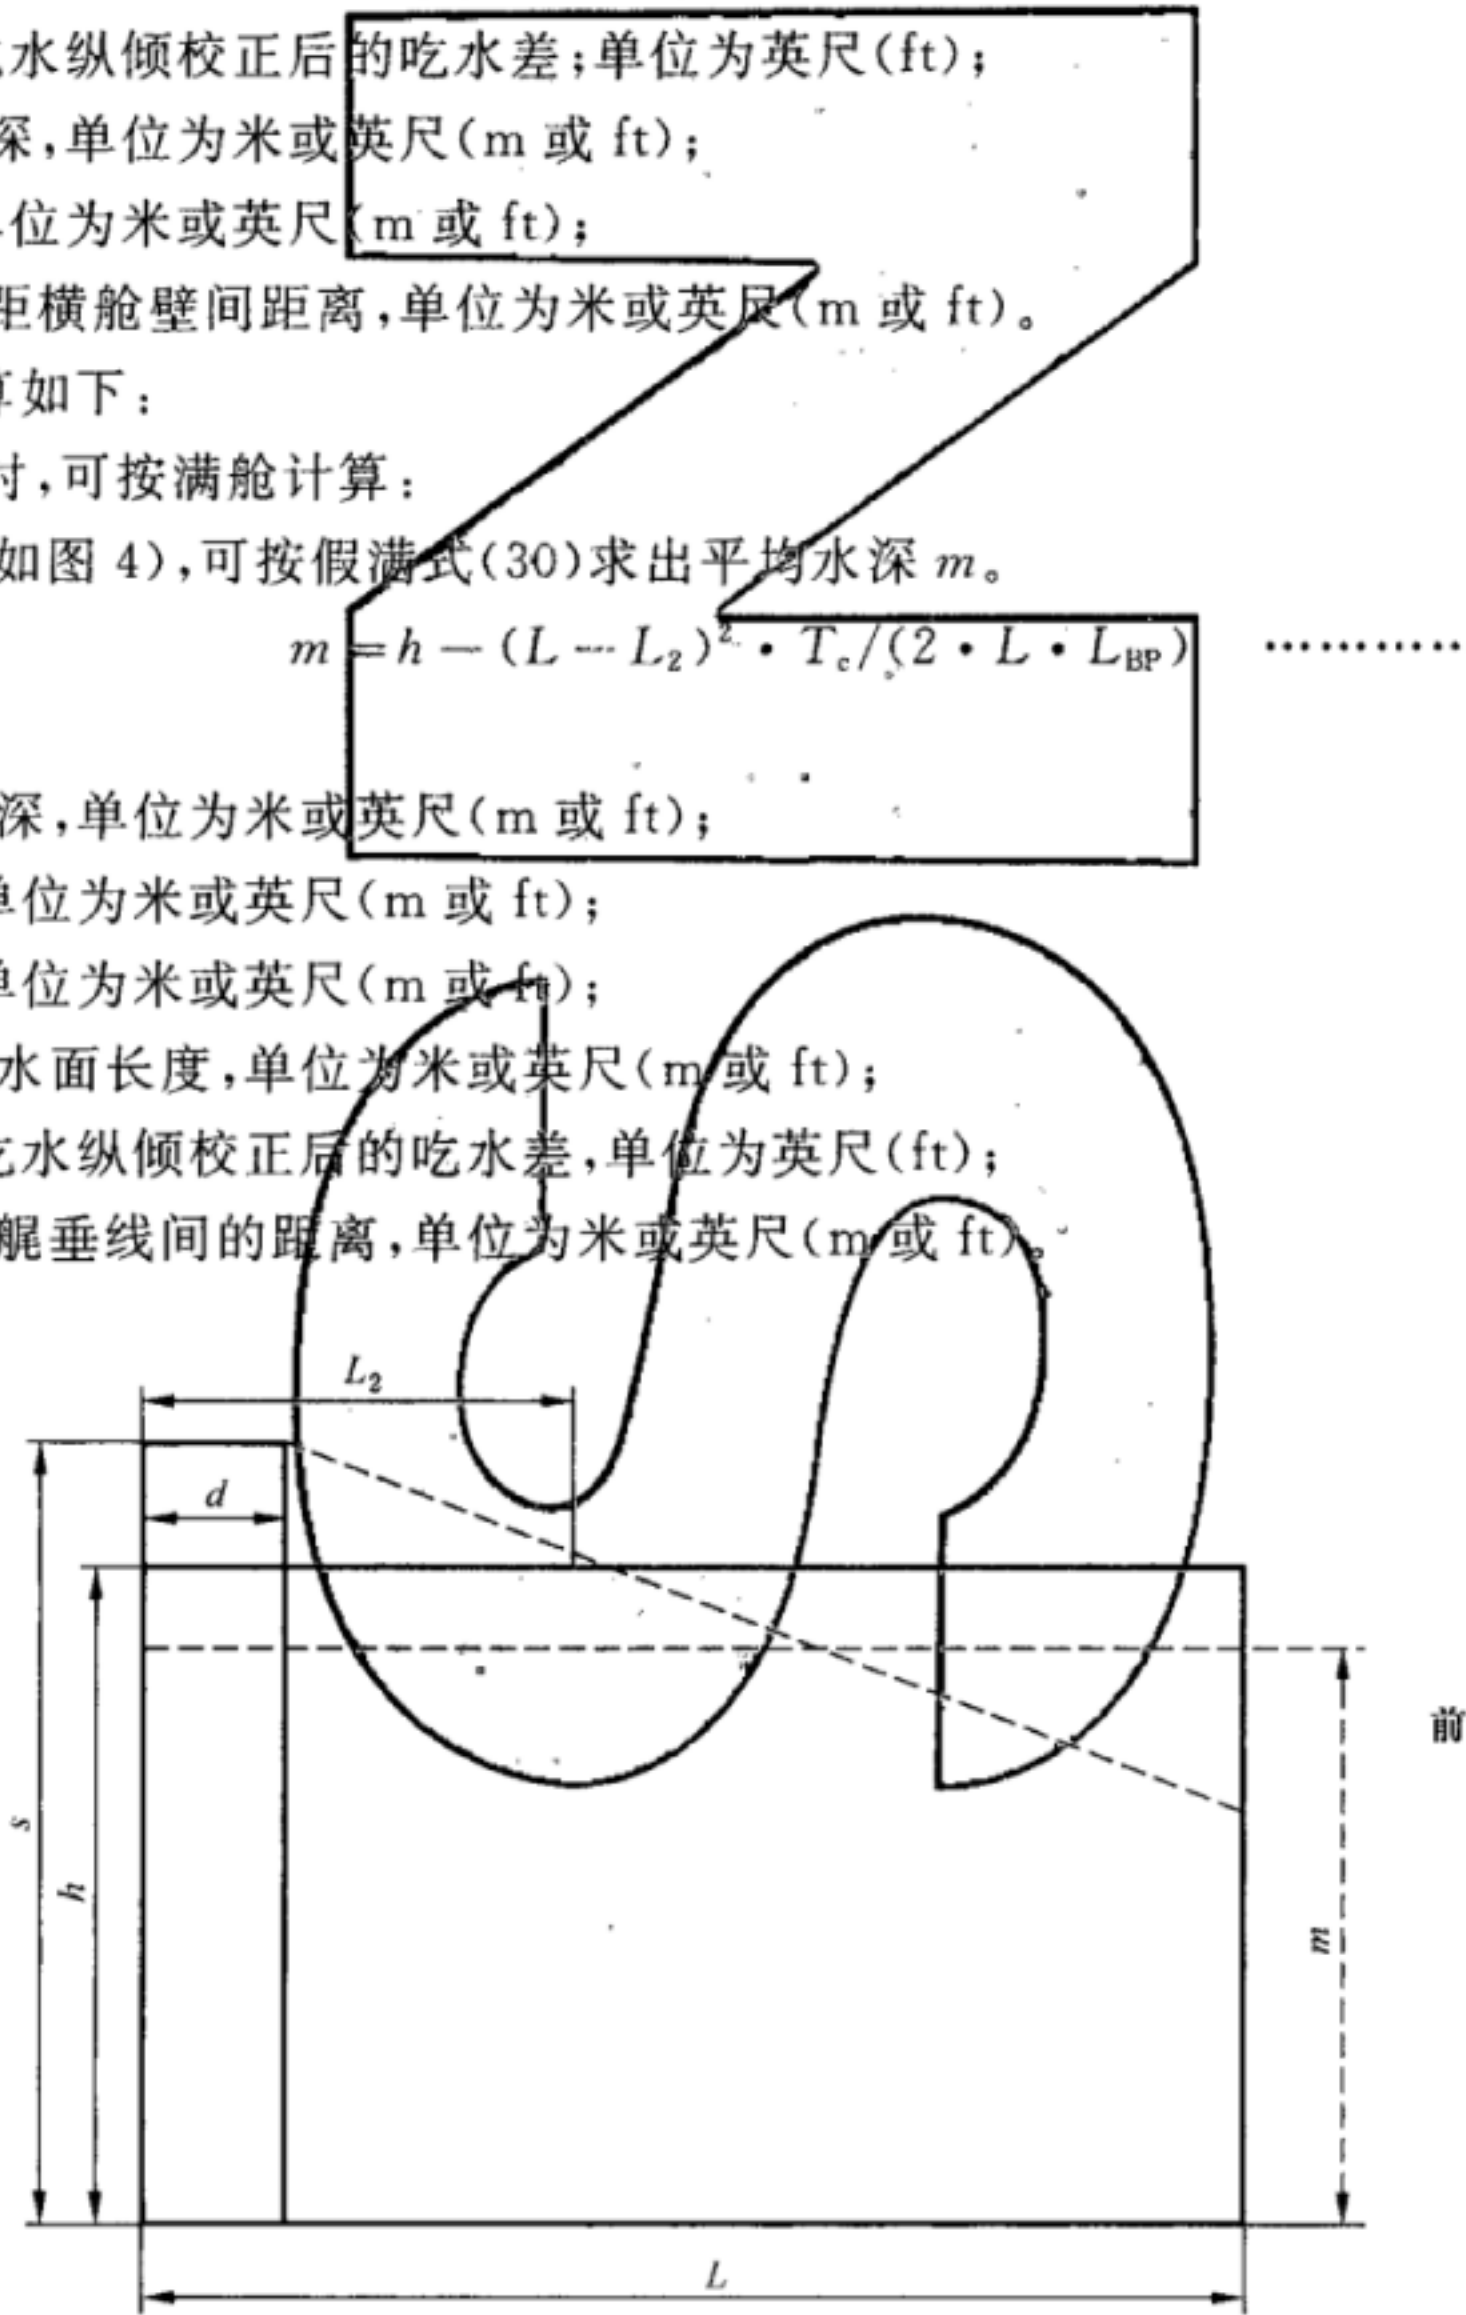 水纵倾校正后的吃水差;单位为英尺(ft);
深,单位为米或英尺(m 或 ft);
单位为米或英尺(m 或 ft);
距横舱壁间距离,单位为米或英尺(m 或 ft)。
算如下:
时,可按满舱计算:
如图 4),可按假满式(30)求出平均水深 m。
m = h — (L — L₂)² • T_c/(2 • L • L_BP) …………
深,单位为米或英尺(m 或 ft);
单位为米或英尺(m 或 ft);
单位为米或英尺(m 或 ft);
水面长度,单位为米或英尺(m 或 ft);
吃水纵倾校正后的吃水差,单位为英尺(ft);
艉垂线间的距离,单位为米或英尺(m 或 ft)。
L₂
d
前
s
h
m
L